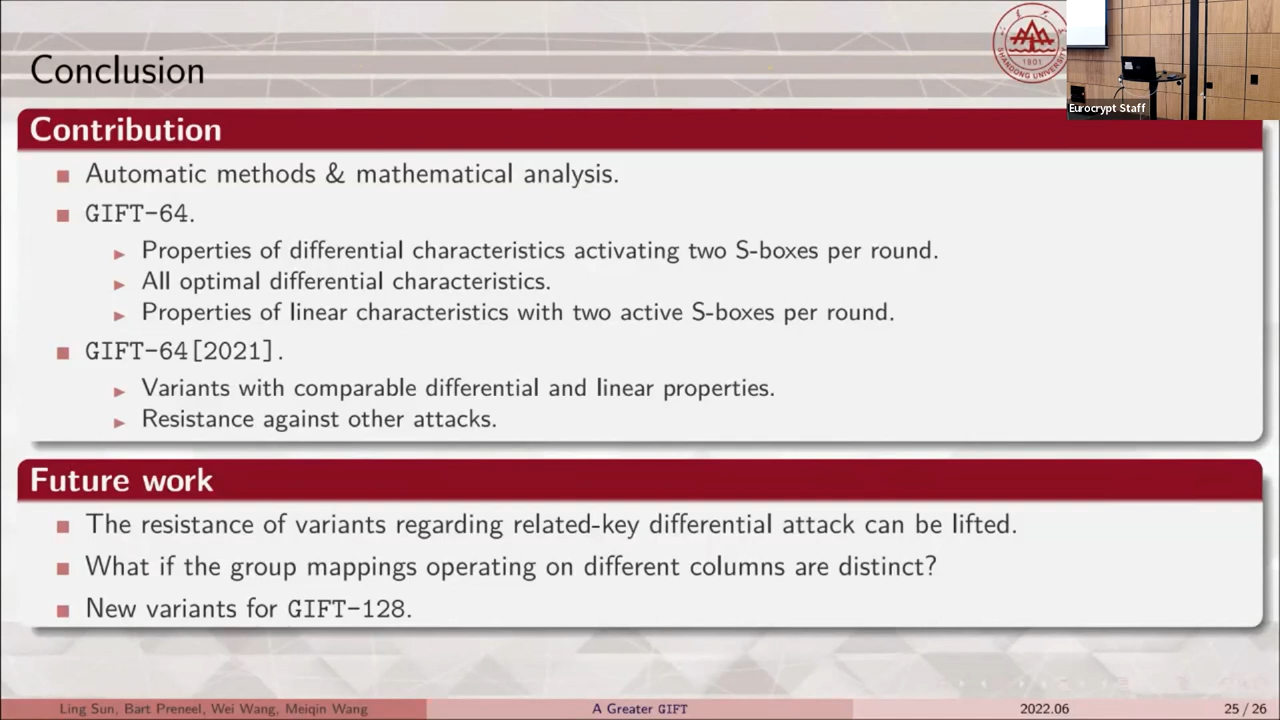 Conclusion
SHANDONG UNIVERSITY
1901
Eurocrypt Staff
Contribution
Automatic methods & mathematical analysis.
GIFT-64.
Properties of differential characteristics activating two S-boxes per round.
All optimal differential characteristics.
Properties of linear characteristics with two active S-boxes per round.
GIFT-64[2021].
Variants with comparable differential and linear properties.
Resistance against other attacks.
Future work
The resistance of variants regarding related-key differential attack can be lifted.
What if the group mappings operating on different columns are distinct?
New variants for GIFT-128.
Ling Sun, Bart Preneel, Wei Wang, Meiqin Wang
A Greater GIFT
2022.06
25 / 26